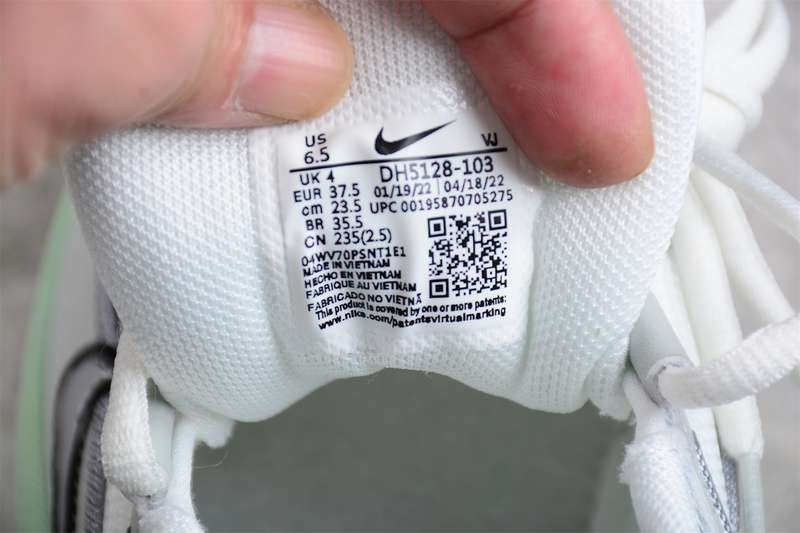 US
6.5
WJ
UK 4
DH5128-103
EUR 37.5
01/19/22 | 04/18/22
cm 23.5
UPC 00195870705275
BR 35.5
CN 235(2.5)
04WV70PSNT1E1
MADE IN VIETNAM
HECHO EN VIETNAM
FABRIQUE AU VIETNAM
FABRICADO NO VIETNÃ
This product is covered by one or more patents:
www.nike.com/patentsvirtualmarking